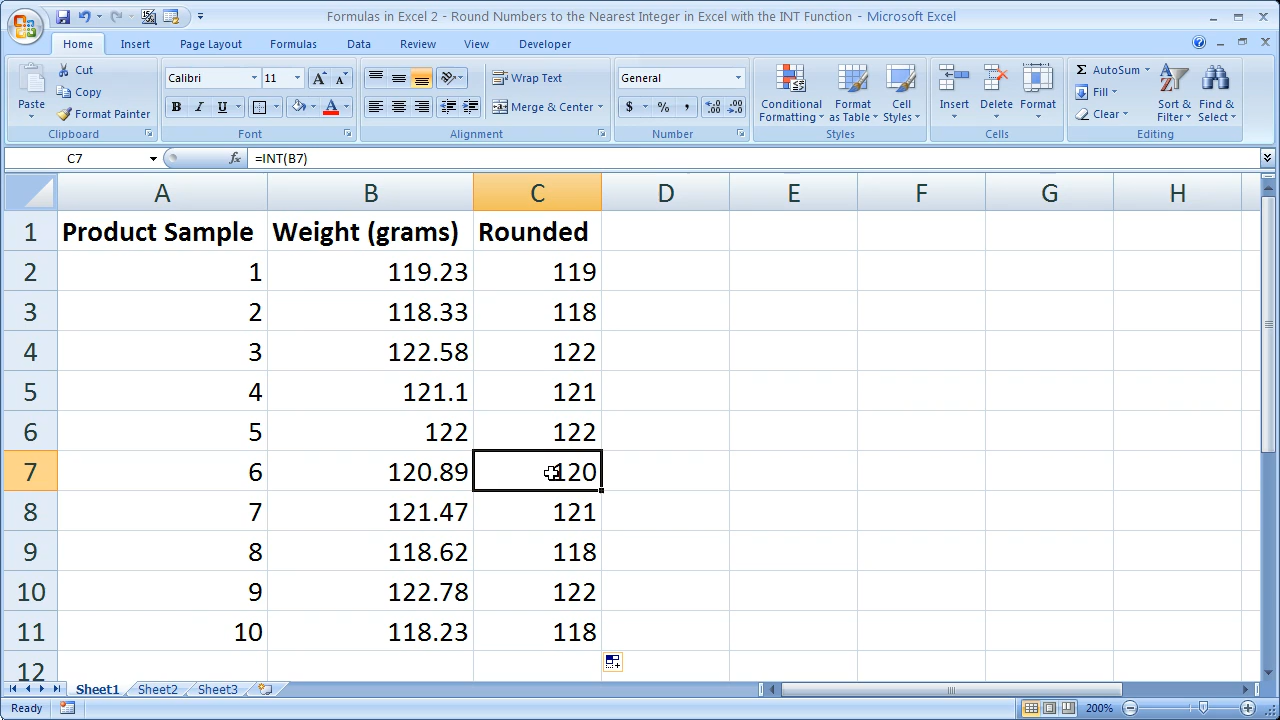 Formulas in Excel 2 - Round Numbers to the Nearest Integer in Excel with the INT Function - Microsoft Excel
Home Insert Page Layout Formulas Data Review View Developer
Paste Cut Copy Format Painter Clipboard
Calibri 11 A A B I U A Font
Wrap Text Merge & Center Alignment
General $ % , .00 .0 Number
Conditional Formatting Format as Table Cell Styles Styles
Insert Delete Format Cells
Σ AutoSum Fill Clear Sort & Filter Find & Select Editing
C7 fx =INT(B7)
A B C D E F G H
1 Product Sample Weight (grams) Rounded
2 1 119.23 119
3 2 118.33 118
4 3 122.58 122
5 4 121.1 121
6 5 122 122
7 6 120.89 120
8 7 121.47 121
9 8 118.62 118
10 9 122.78 122
11 10 118.23 118
12
Sheet1 Sheet2 Sheet3
Ready 200%